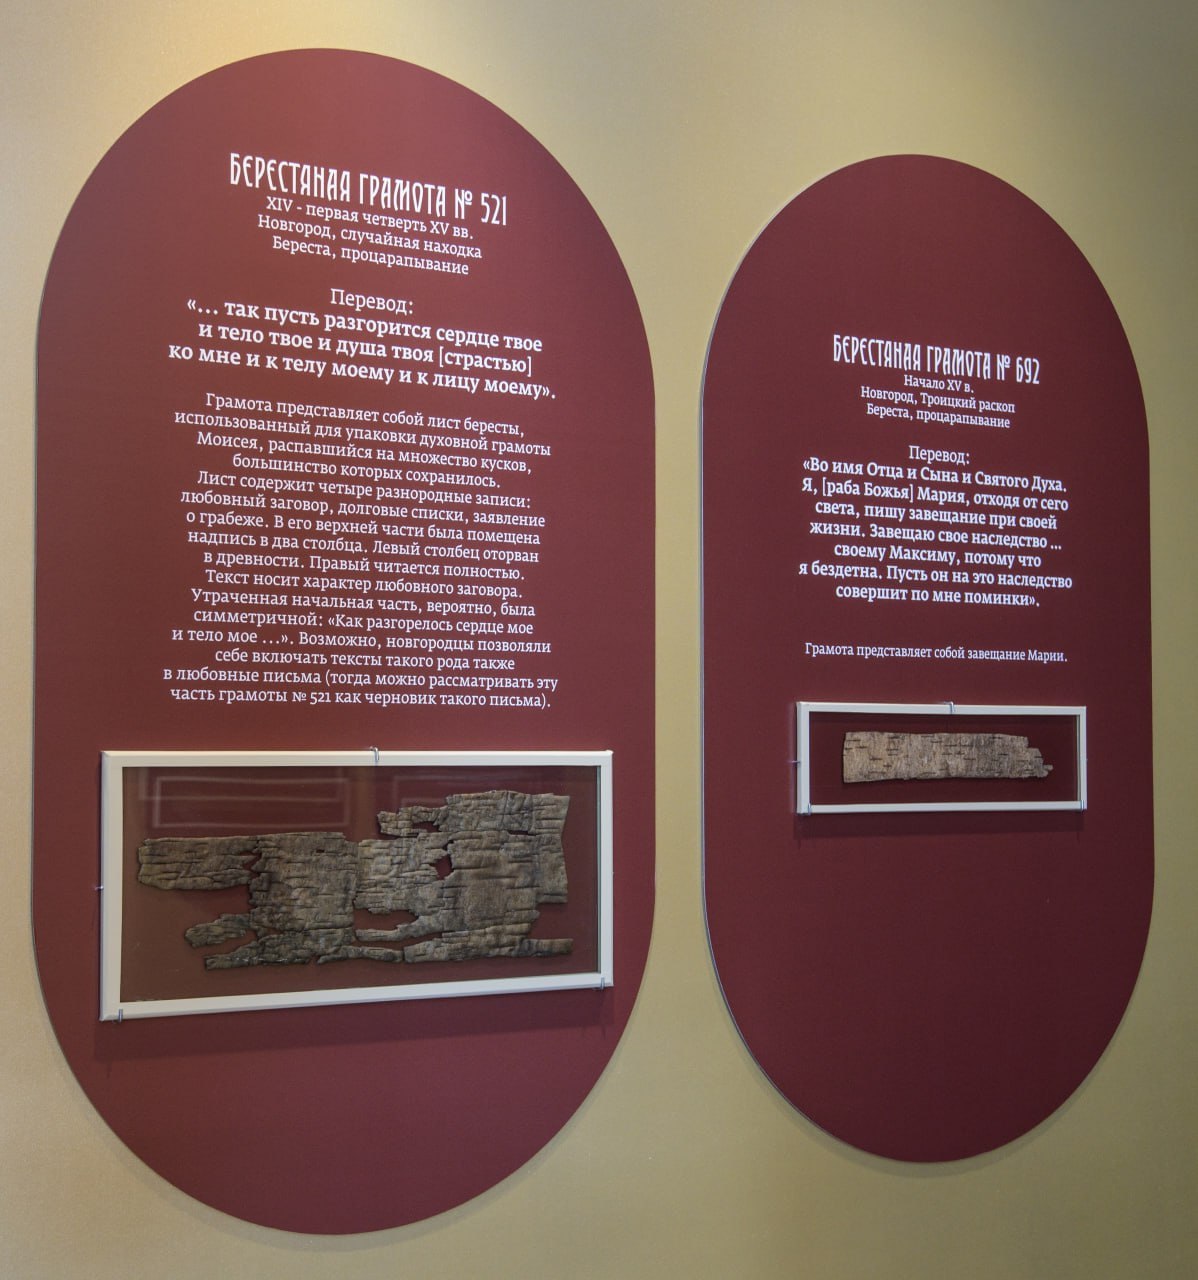 БЕРЕСТЯНАЯ ГРАМОТА № 521
XIV - первая четверть XV вв.
Новгород, случайная находка
Береста, процарапывание
Перевод:
«... так пусть разгорится сердце твое
и тело твое и душа твоя [страстью]
ко мне и к телу моему и к лицу моему».
Грамота представляет собой лист бересты,
использованный для упаковки духовной грамоты
Моисея, распавшийся на множество кусков,
большинство которых сохранилось.
Лист содержит четыре разнородные записи:
любовный заговор, долговые списки, заявление
о грабеже. В его верхней части была помещена
надпись в два столбца. Левый столбец оторван
в древности. Правый читается полностью.
Текст носит характер любовного заговора.
Утраченная начальная часть, вероятно, была
симметричной: «Как разгорелось сердце мое
и тело мое ...». Возможно, новгородцы позволяли
себе включать тексты такого рода также
в любовные письма (тогда можно рассматривать эту
часть грамоты № 521 как черновик такого письма).
БЕРЕСТЯНАЯ ГРАМОТА № 692
Начало XV в.
Новгород, Троицкий раскоп
Береста, процарапывание
Перевод:
«Во имя Отца и Сына и Святого Духа.
Я, [раба Божья] Мария, отходя от сего
света, пишу завещание при своей
жизни. Завещаю свое наследство ...
своему Максиму, потому что
я бездетна. Пусть он на это наследство
совершит по мне поминки».
Грамота представляет собой завещание Марии.